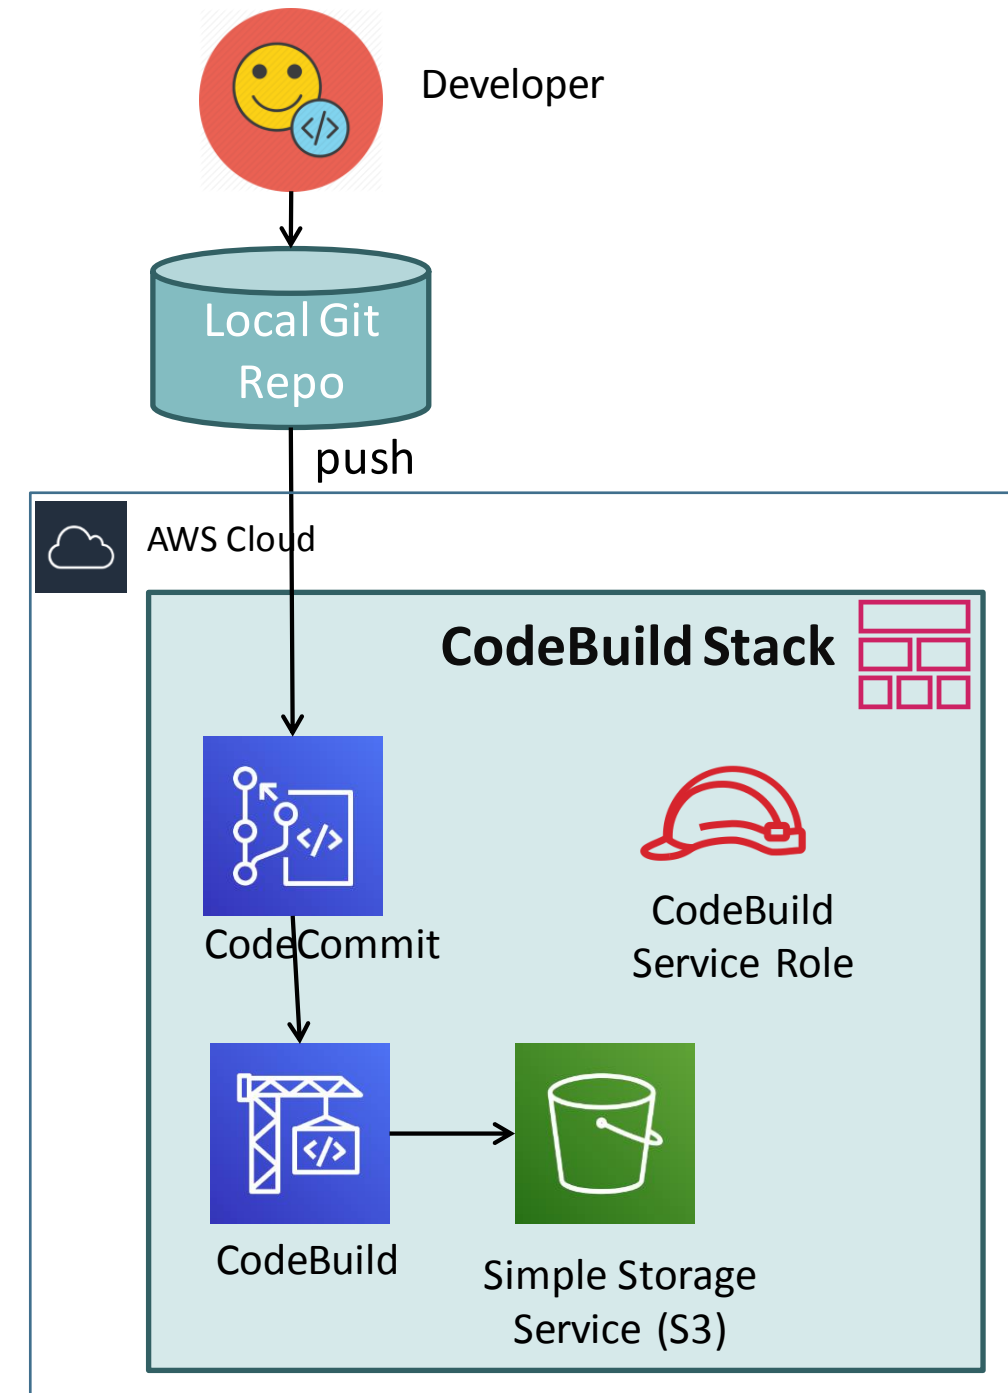 Developer
Local Git
Repo
push
AWS Cloud
CodeBuild Stack
</>
CodeCommit
CodeBuild
Service Role
</>
CodeBuild
Simple Storage
Service (S3)